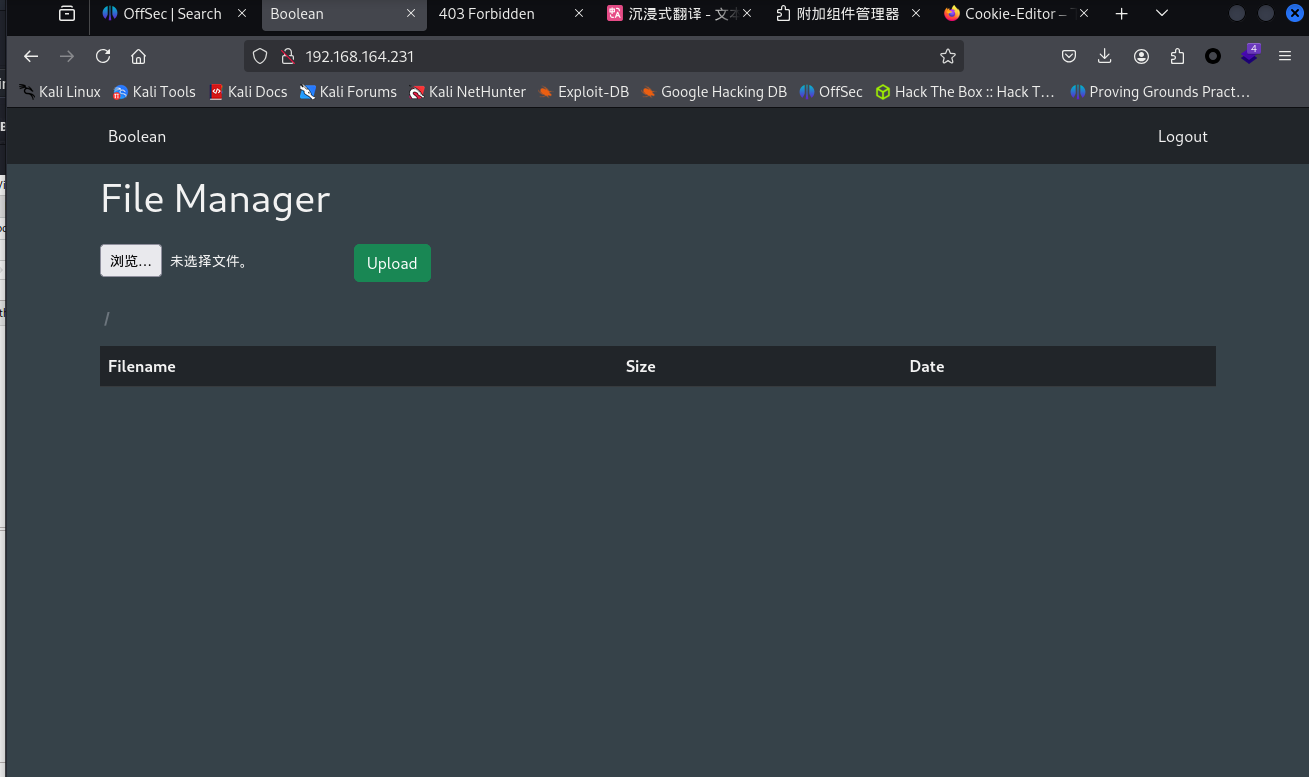 OffSec | Search Boolean 403 Forbidden 沉浸式翻译 - 文本 附加组件管理器 Cookie-Editor –
192.168.164.231 4
Kali Linux Kali Tools Kali Docs Kali Forums Kali NetHunter Exploit-DB Google Hacking DB OffSec Hack The Box :: Hack T… Proving Grounds Pract…
Boolean Logout
File Manager
浏览… 未选择文件。 Upload
/
Filename Size Date